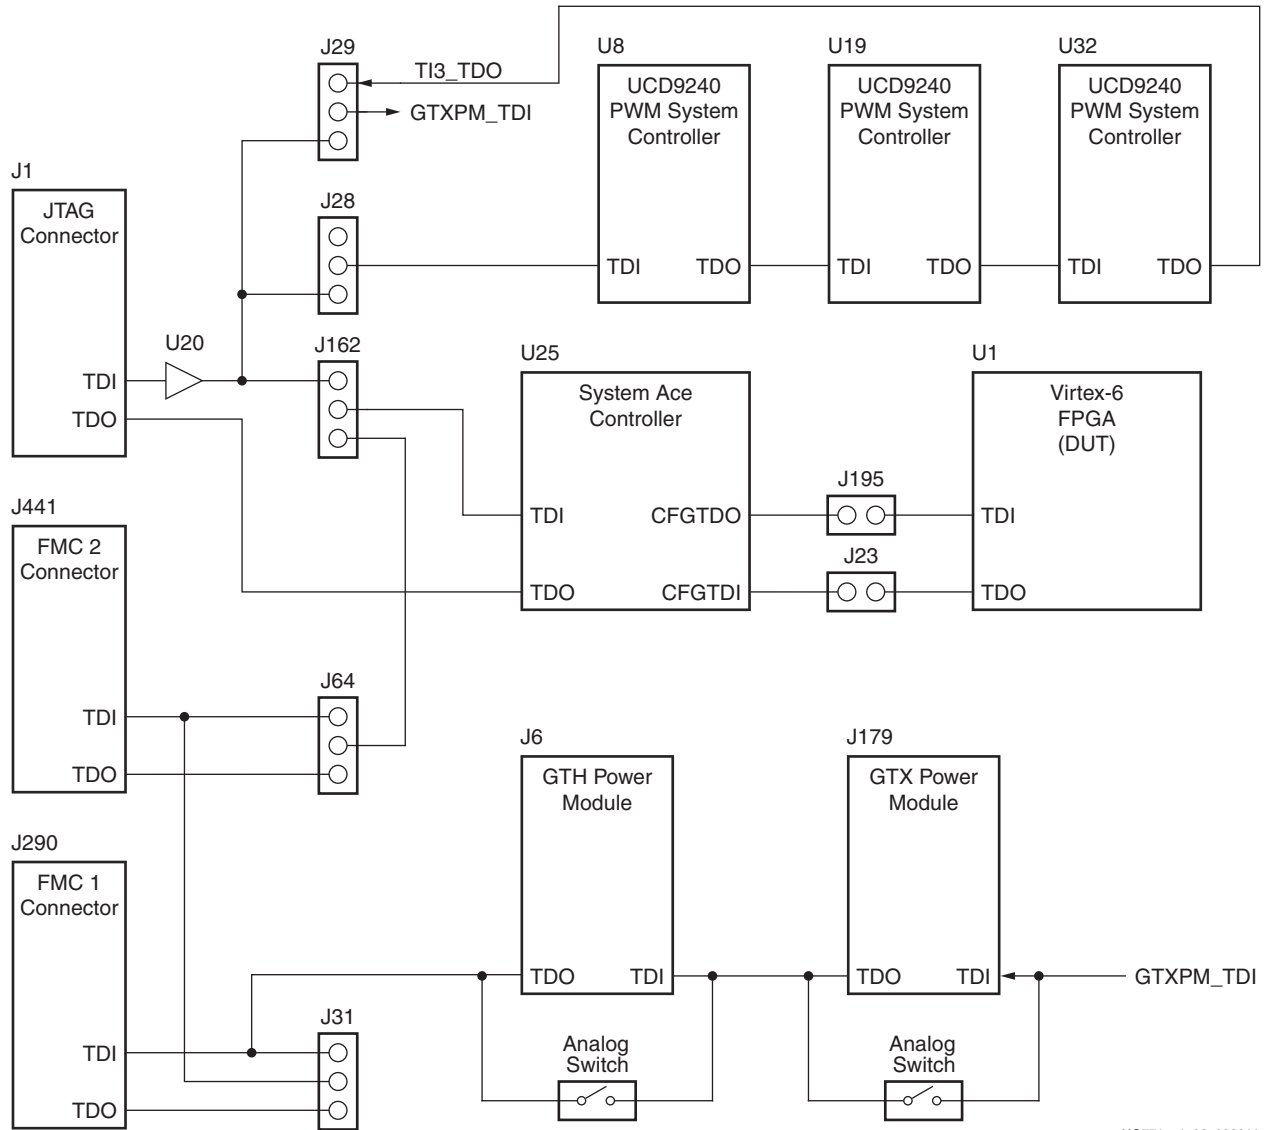 J29
TI3_TDO
GTXPM_TDI
U8
UCD9240
PWM System
Controller
TDI TDO
U19
UCD9240
PWM System
Controller
TDI TDO
U32
UCD9240
PWM System
Controller
TDI TDO
J1
JTAG
Connector
TDI
TDO
J28
U20
J162
U25
System Ace
Controller
TDI CFGTDO
TDO CFGTDI
J195
J23
U1
Virtex-6
FPGA
(DUT)
TDI
TDO
J441
FMC 2
Connector
TDI
TDO
J64
J6
GTH Power
Module
TDO TDI
Analog
Switch
J179
GTX Power
Module
TDO TDI
GTXPM_TDI
Analog
Switch
J290
FMC 1
Connector
TDI
TDO
J31